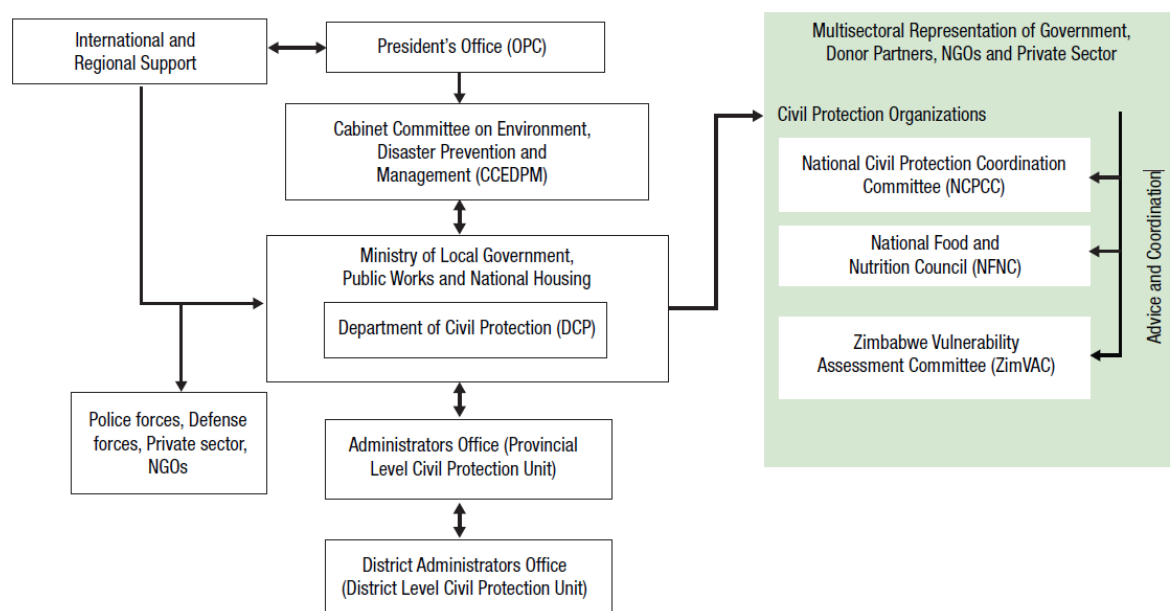 International and
Regional Support
President's Office (OPC)
Cabinet Committee on Environment,
Disaster Prevention and
Management (CCEDPM)
Ministry of Local Government,
Public Works and National Housing
Department of Civil Protection (DCP)
Police forces, Defense
forces, Private sector,
NGOs
Administrators Office (Provincial
Level Civil Protection Unit)
District Administrators Office
(District Level Civil Protection Unit)
Multisectoral Representation of Government,
Donor Partners, NGOs and Private Sector
Civil Protection Organizations
National Civil Protection Coordination
Committee (NCPCC)
National Food and
Nutrition Council (NFNC)
Zimbabwe Vulnerability
Assessment Committee (ZimVAC)
Advice and Coordination